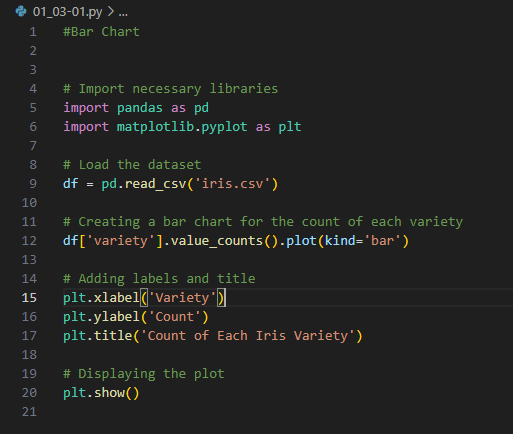 01_03-01.py > ...
1 #Bar Chart
2
3
4 # Import necessary libraries
5 import pandas as pd
6 import matplotlib.pyplot as plt
7
8 # Load the dataset
9 df = pd.read_csv('iris.csv')
10
11 # Creating a bar chart for the count of each variety
12 df['variety'].value_counts().plot(kind='bar')
13
14 # Adding labels and title
15 plt.xlabel('Variety')
16 plt.ylabel('Count')
17 plt.title('Count of Each Iris Variety')
18
19 # Displaying the plot
20 plt.show()
21